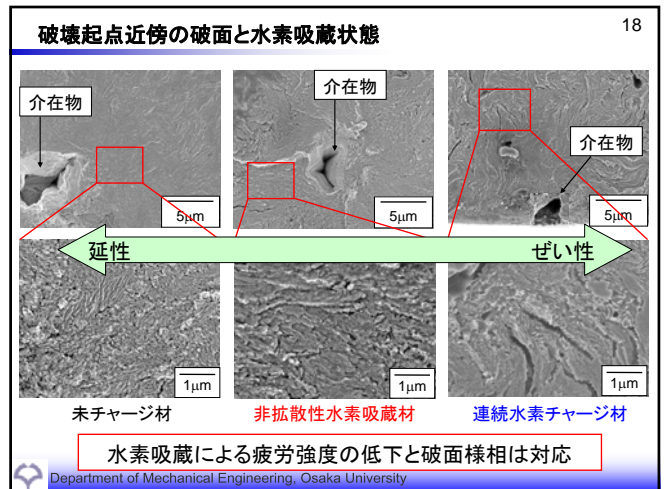 破壊起点近傍の破面と水素吸蔵状態
18
介在物
介在物
介在物
5μm
5μm
5μm
延性
ぜい性
1μm
1μm
1μm
未チャージ材
非拡散性水素吸蔵材
連続水素チャージ材
水素吸蔵による疲労強度の低下と破面様相は対応
Department of Mechanical Engineering, Osaka University